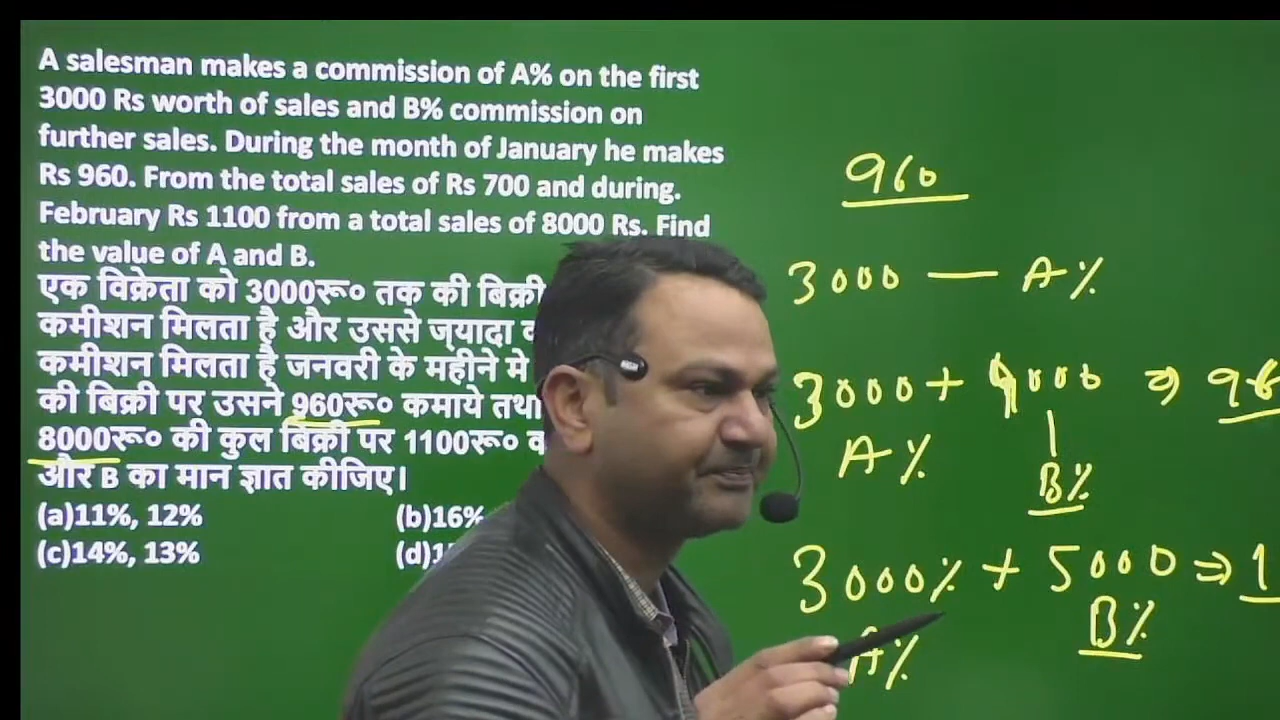 A salesman makes a commission of A% on the first
3000 Rs worth of sales and B% commission on
further sales. During the month of January he makes
Rs 960. From the total sales of Rs 700 and during.
February Rs 1100 from a total sales of 8000 Rs. Find
the value of A and B.
एक विक्रेता को 3000रू० तक की बिक्री
कमीशन मिलता है और उससे ज्यादा
कमीशन मिलता है जनवरी के महीने मे
की बिक्री पर उसने 960रू० कमाये तथा
8000रू० की कुल बिक्री पर 1100रू०
और B का मान ज्ञात कीजिए।
(a)11%, 12%
(b)16%
(c)14%, 13%
(d)
960
3000 — A%
3000 + 4000 ⇒ 96
A% B%
3000% + 5000 ⇒ 1
A% B%